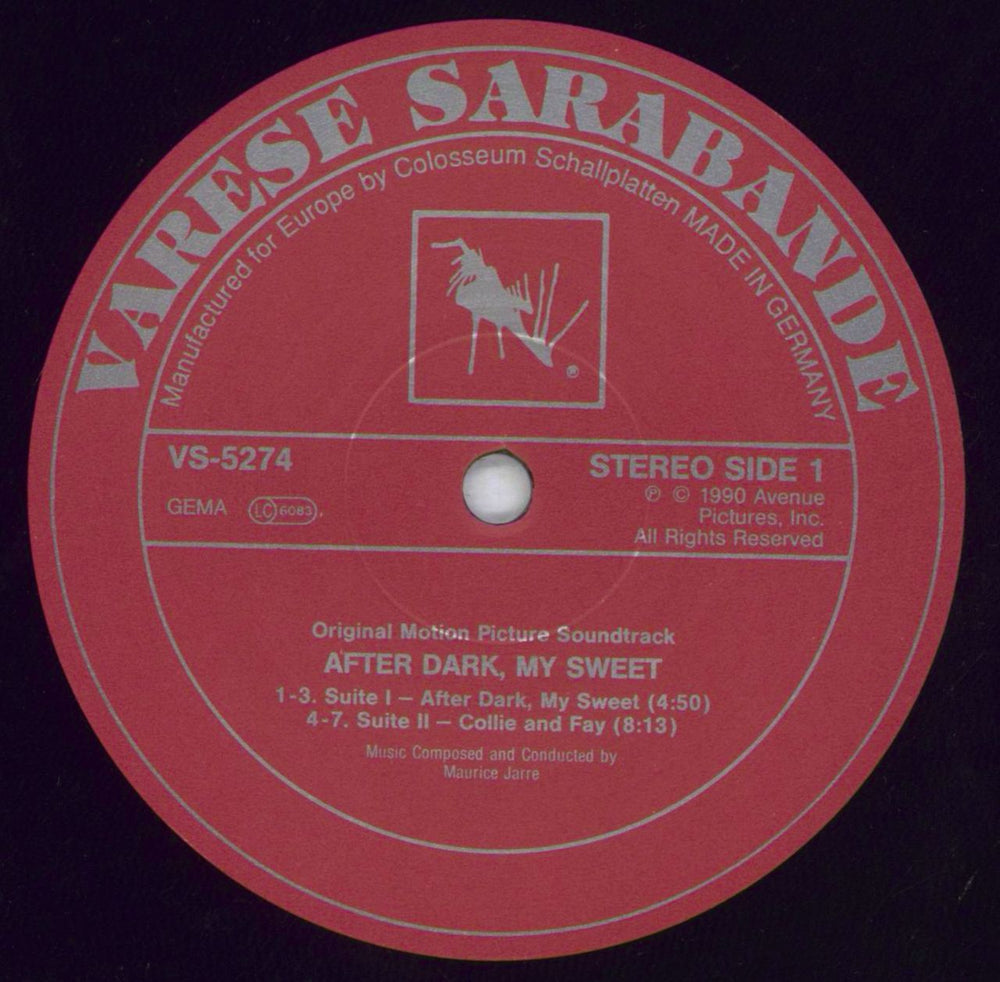 VARESE SARABANDE
Manufactured for Europe by Colosseum Schallplatten MADE IN GERMANY
®
VS-5274
GEMA LC 6083
STEREO SIDE 1
℗ © 1990 Avenue
Pictures, Inc.
All Rights Reserved
Original Motion Picture Soundtrack
AFTER DARK, MY SWEET
1-3. Suite I – After Dark, My Sweet (4:50)
4-7. Suite II – Collie and Fay (8:13)
Music Composed and Conducted by
Maurice Jarre